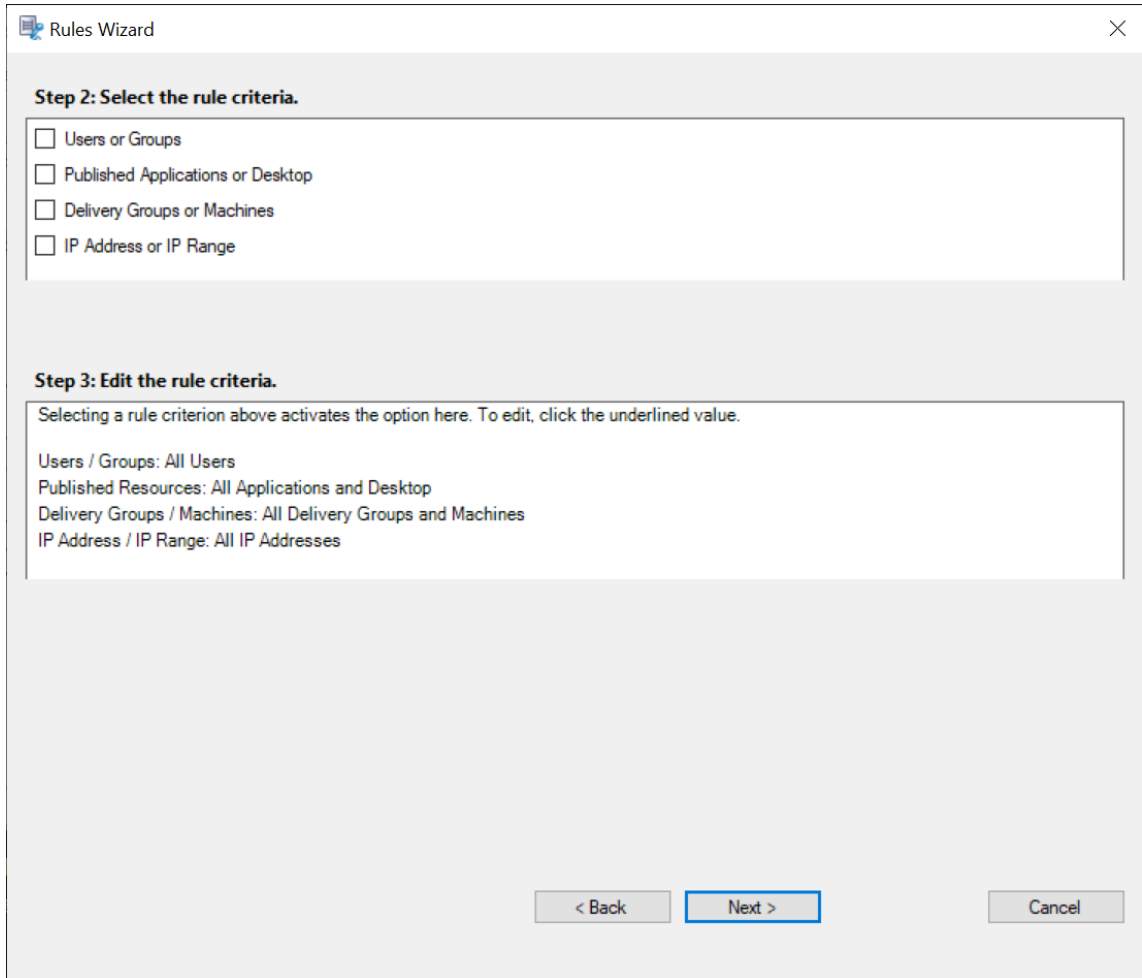 Rules Wizard
Step 2: Select the rule criteria.
Users or Groups
Published Applications or Desktop
Delivery Groups or Machines
IP Address or IP Range
Step 3: Edit the rule criteria.
Selecting a rule criterion above activates the option here. To edit, click the underlined value.
Users / Groups: All Users
Published Resources: All Applications and Desktop
Delivery Groups / Machines: All Delivery Groups and Machines
IP Address / IP Range: All IP Addresses
< Back Next > Cancel